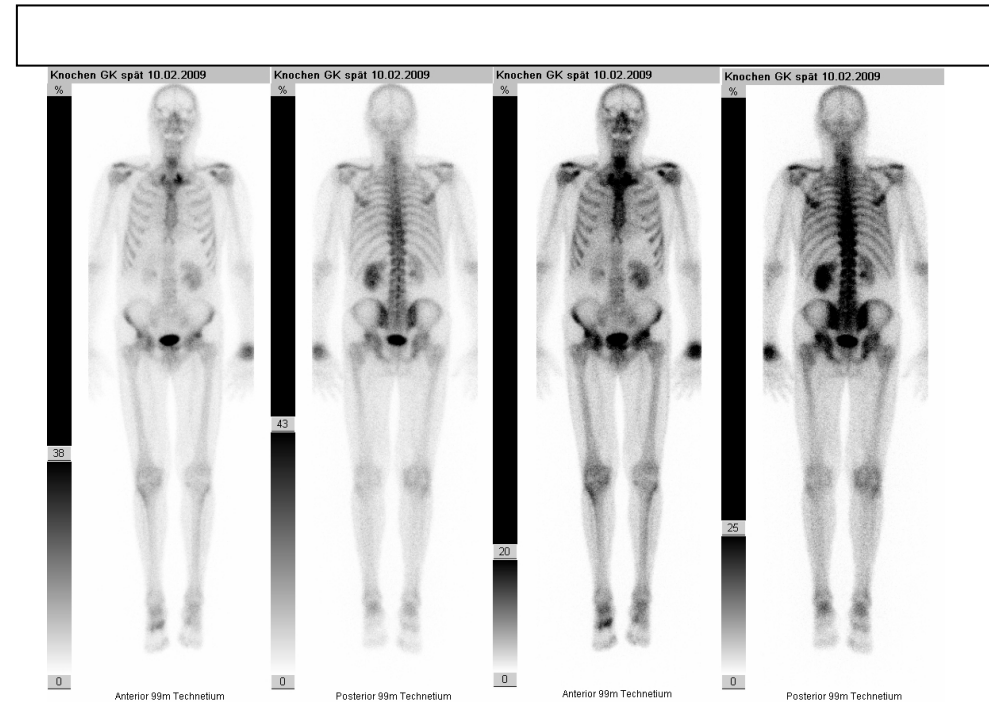 Knochen GK spät 10.02.2009
Knochen GK spät 10.02.2009
Knochen GK spät 10.02.2009
Knochen GK spät 10.02.2009
%
%
%
%
38
43
20
25
0
0
0
0
Anterior 99m Technetium
Posterior 99m Technetium
Anterior 99m Technetium
Posterior 99m Technetium